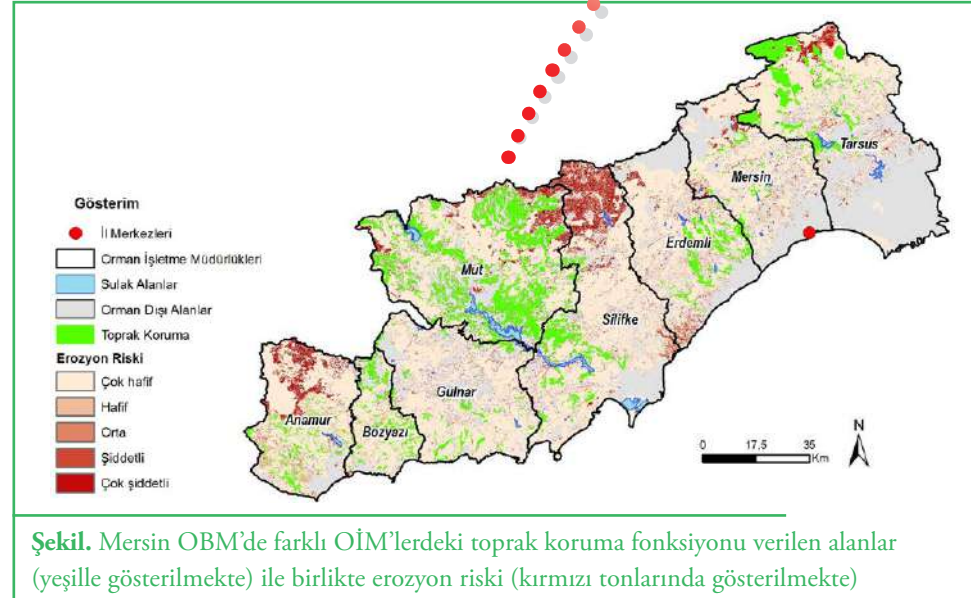 Gösterim
İl Merkezleri
Orman İşletme Müdürlükleri
Sulak Alanlar
Orman Dışı Alanlar
Toprak Koruma
Erozyon Riski
Çok hafif
Hafif
Orta
Şiddetli
Çok şiddetli
Tarsus
Mersin
Erdemli
Mut
Silifke
Gülnar
Anamur
Bozyazı
N
0 17,5 35
Km
Şekil. Mersin OBM’de farklı OİM’lerdeki toprak koruma fonksiyonu verilen alanlar
(yeşille gösterilmekte) ile birlikte erozyon riski (kırmızı tonlarında gösterilmekte)